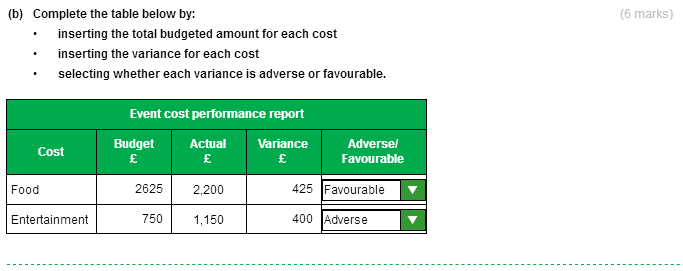 (b) Complete the table below by: (6 marks)
• inserting the total budgeted amount for each cost
• inserting the variance for each cost
• selecting whether each variance is adverse or favourable.
Event cost performance report
Cost Budget £ Actual £ Variance £ Adverse/ Favourable
Food 2625 2,200 425 Favourable
Entertainment 750 1,150 400 Adverse